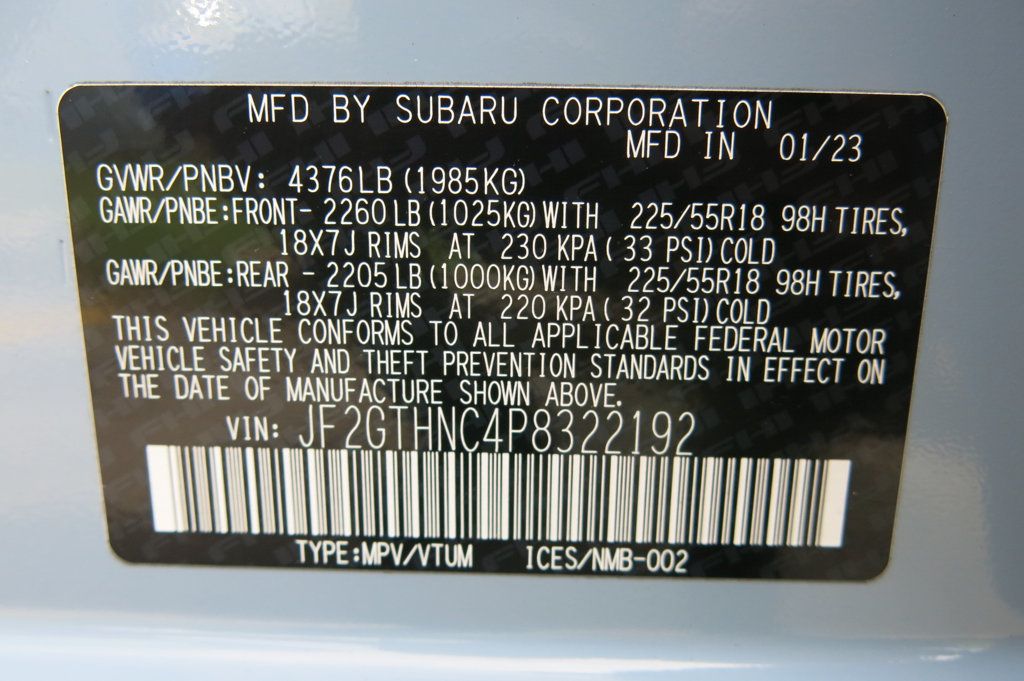 MFD BY SUBARU CORPORATION
MFD IN 01/23
GVWR/PNBV: 4376LB (1985KG)
GAWR/PNBE:FRONT- 2260 LB (1025KG) WITH 225/55R18 98H TIRES,
18X7J RIMS AT 230 KPA ( 33 PSI) COLD
GAWR/PNBE:REAR - 2205 LB (1000KG) WITH 225/55R18 98H TIRES,
18X7J RIMS AT 220 KPA ( 32 PSI) COLD
THIS VEHICLE CONFORMS TO ALL APPLICABLE FEDERAL MOTOR
VEHICLE SAFETY AND THEFT PREVENTION STANDARDS IN EFFECT ON
THE DATE OF MANUFACTURE SHOWN ABOVE.
VIN: JF2GTHNC4P8322192
TYPE:MPV/VTUM ICES/NMB-002